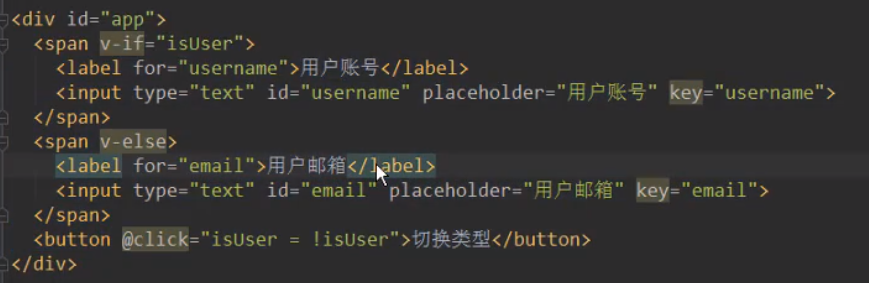 <div id="app">
<span v-if="isUser">
<label for="username">用户账号</label>
<input type="text" id="username" placeholder="用户账号" key="username">
</span>
<span v-else>
<label for="email">用户邮箱</label>
<input type="text" id="email" placeholder="用户邮箱" key="email">
</span>
<button @click="isUser = !isUser">切换类型</button>
</div>